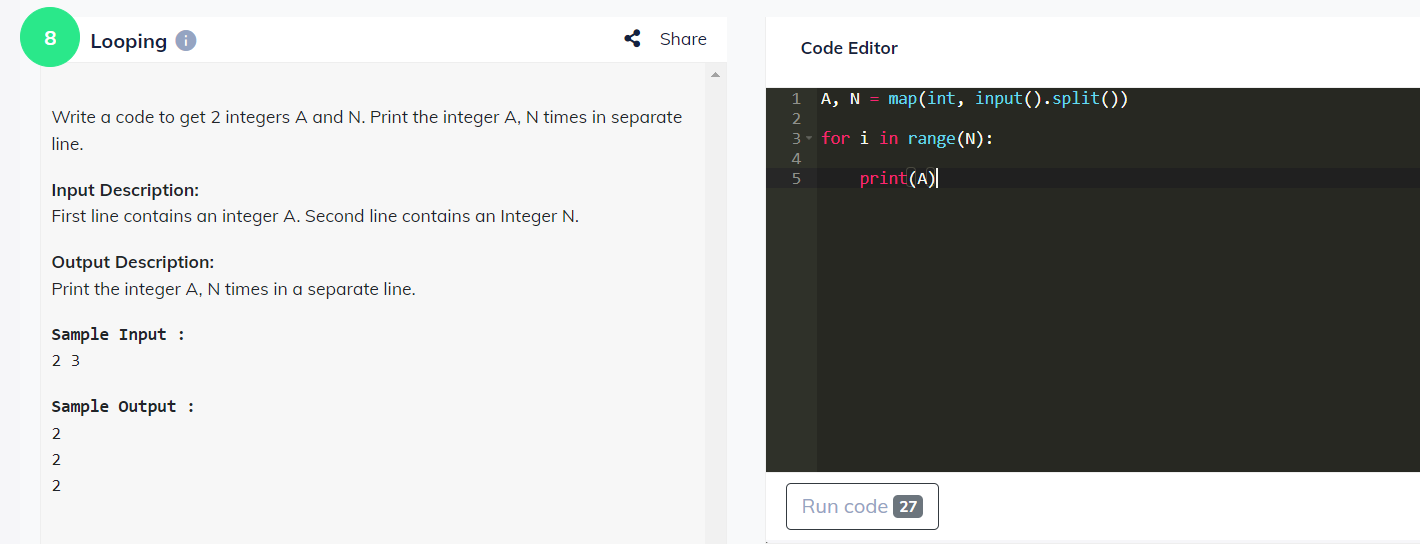 8
Looping
Share
Write a code to get 2 integers A and N. Print the integer A, N times in separate
line.
Input Description:
First line contains an integer A. Second line contains an Integer N.
Output Description:
Print the integer A, N times in a separate line.
Sample Input :
2 3
Sample Output :
2
2
2
Code Editor
1 A, N = map(int, input().split())
2
3 for i in range(N):
4
5     print(A)
Run code 27